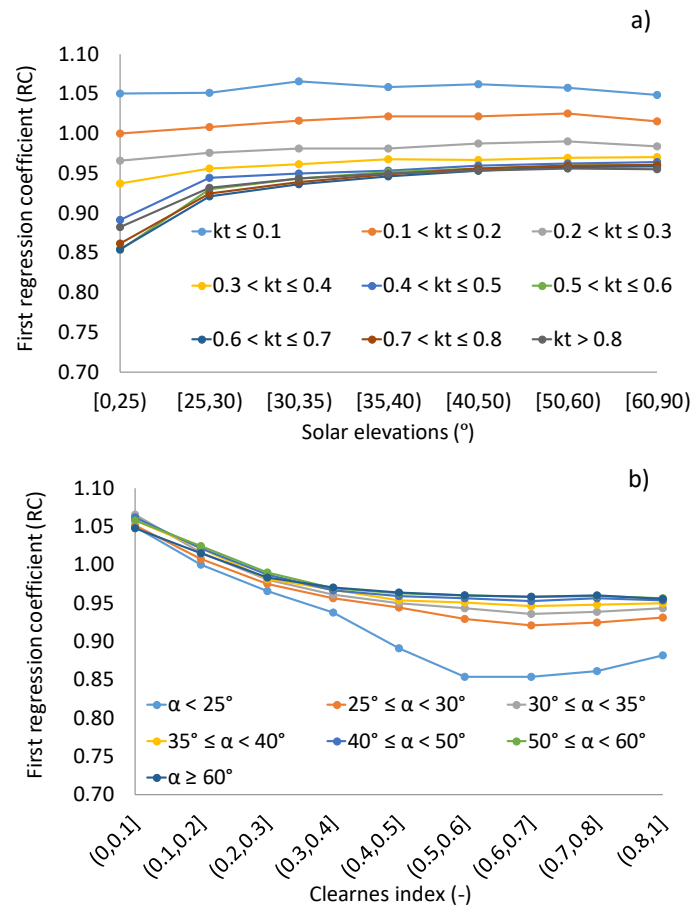 a)
First regression coefficient (RC)
1.10
1.05
1.00
0.95
0.90
0.85
0.80
0.75
0.70
kt ≤ 0.1 0.1 < kt ≤ 0.2 0.2 < kt ≤ 0.3
0.3 < kt ≤ 0.4 0.4 < kt ≤ 0.5 0.5 < kt ≤ 0.6
0.6 < kt ≤ 0.7 0.7 < kt ≤ 0.8 kt > 0.8
[0,25) [25,30) [30,35) [35,40) [40,50) [50,60) [60,90)
Solar elevations (°)
b)
First regression coefficient (RC)
1.10
1.05
1.00
0.95
0.90
0.85
0.80
0.75
0.70
α < 25° 25° ≤ α < 30° 30° ≤ α < 35°
35° ≤ α < 40° 40° ≤ α < 50° 50° ≤ α < 60°
α ≥ 60°
(0,0.1] (0.1,0.2] (0.2,0.3] (0.3,0.4] (0.4,0.5] (0.5,0.6] (0.6,0.7] (0.7,0.8] (0.8,1]
Clearnes index (-)